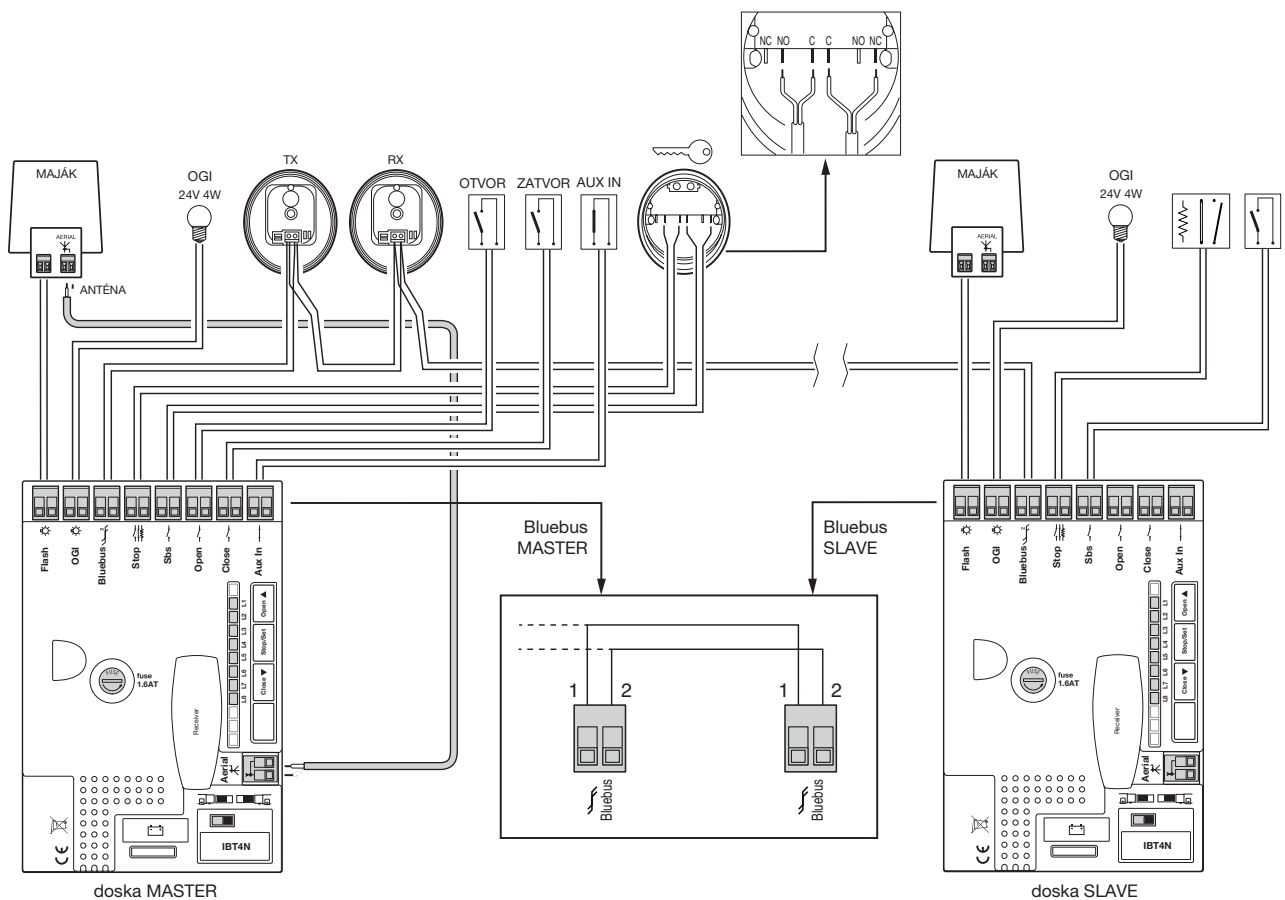 NC NO C C NO NC
MAJÁK
AERIAL
ANTÉNA
OGI
24V 4W
TX
RX
OTVOR
ZATVOR
AUX IN
MAJÁK
AERIAL
OGI
24V 4W
Flash
OGI
Bluebus
Stop
Sbs
Open
Close
Aux In
L1
L2
L3
L4
L5
L6
L7
L8
Open ▲
Stop/Set
Close ▼
FUSE
fuse
1.6AT
Receiver
Aerial
IBT4N
CE
doska MASTER
Bluebus
MASTER
Bluebus
SLAVE
1 2
Bluebus
1 2
Bluebus
Flash
OGI
Bluebus
Stop
Sbs
Open
Close
Aux In
L1
L2
L3
L4
L5
L6
L7
L8
Open ▲
Stop/Set
Close ▼
FUSE
fuse
1.6AT
Receiver
Aerial
IBT4N
CE
doska SLAVE